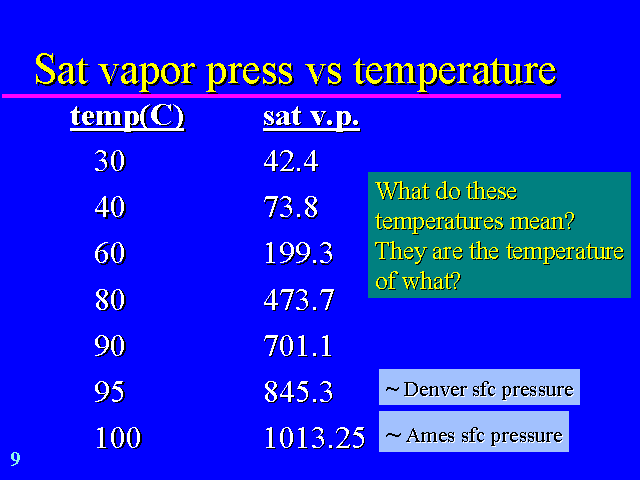 Sat vapor press vs temperature
temp(C) sat v.p.
30 42.4
40 73.8
What do these
temperatures mean?
They are the temperature
of what?
60 199.3
80 473.7
90 701.1
95 845.3 ~ Denver sfc pressure
100 1013.25 ~ Ames sfc pressure
9